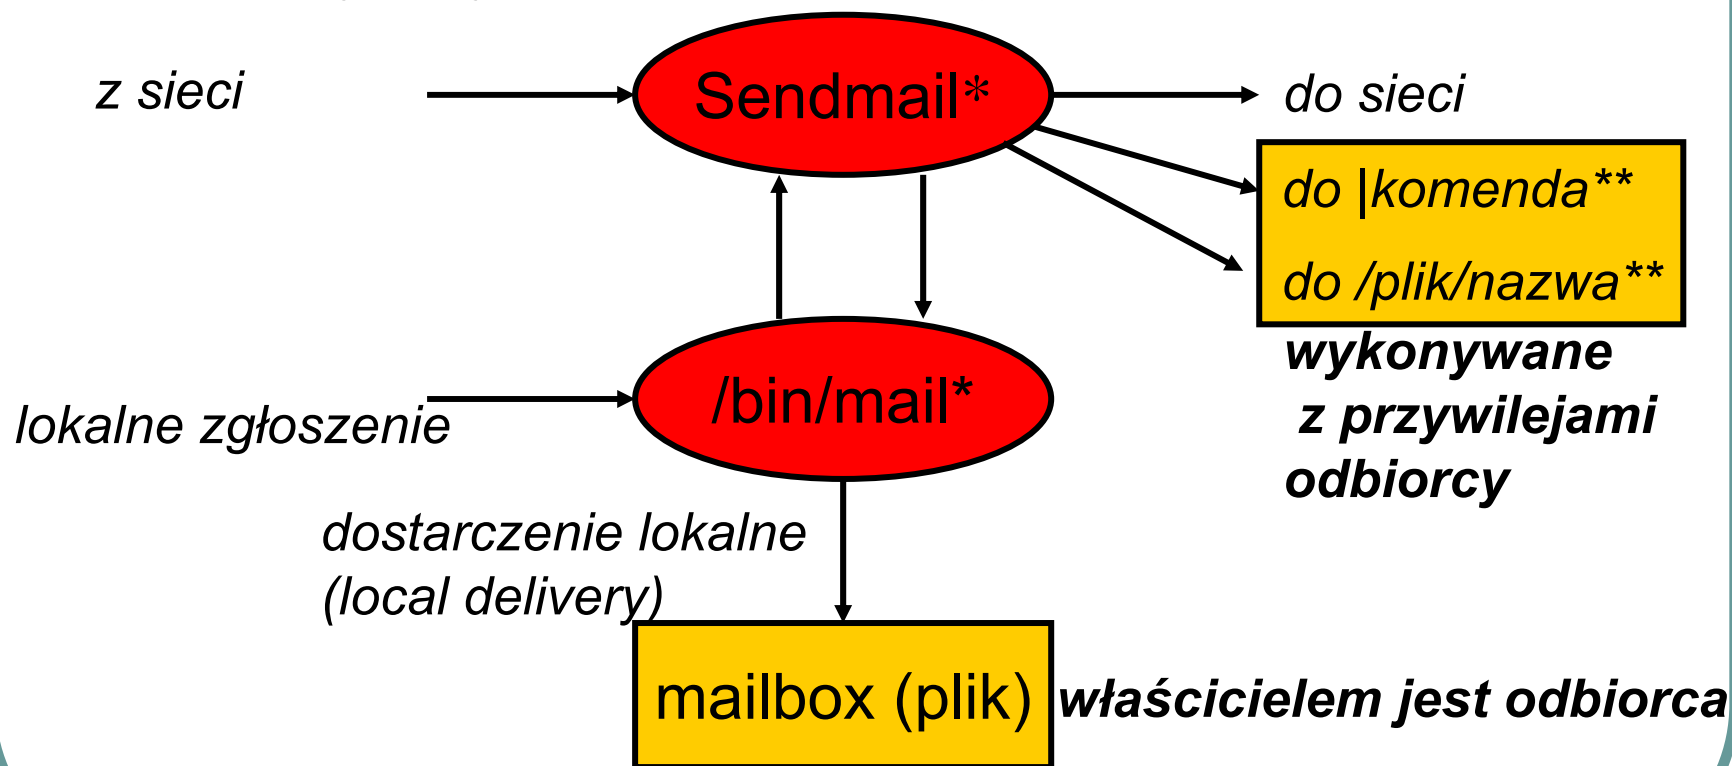 z sieci
Sendmail*
do sieci
do |komenda**
do /plik/nazwa**
wykonywane
z przywilejami
odbiorcy
/bin/mail*
lokalne zgłoszenie
dostarczenie lokalne
(local delivery)
mailbox (plik)
właścicielem jest odbiorca